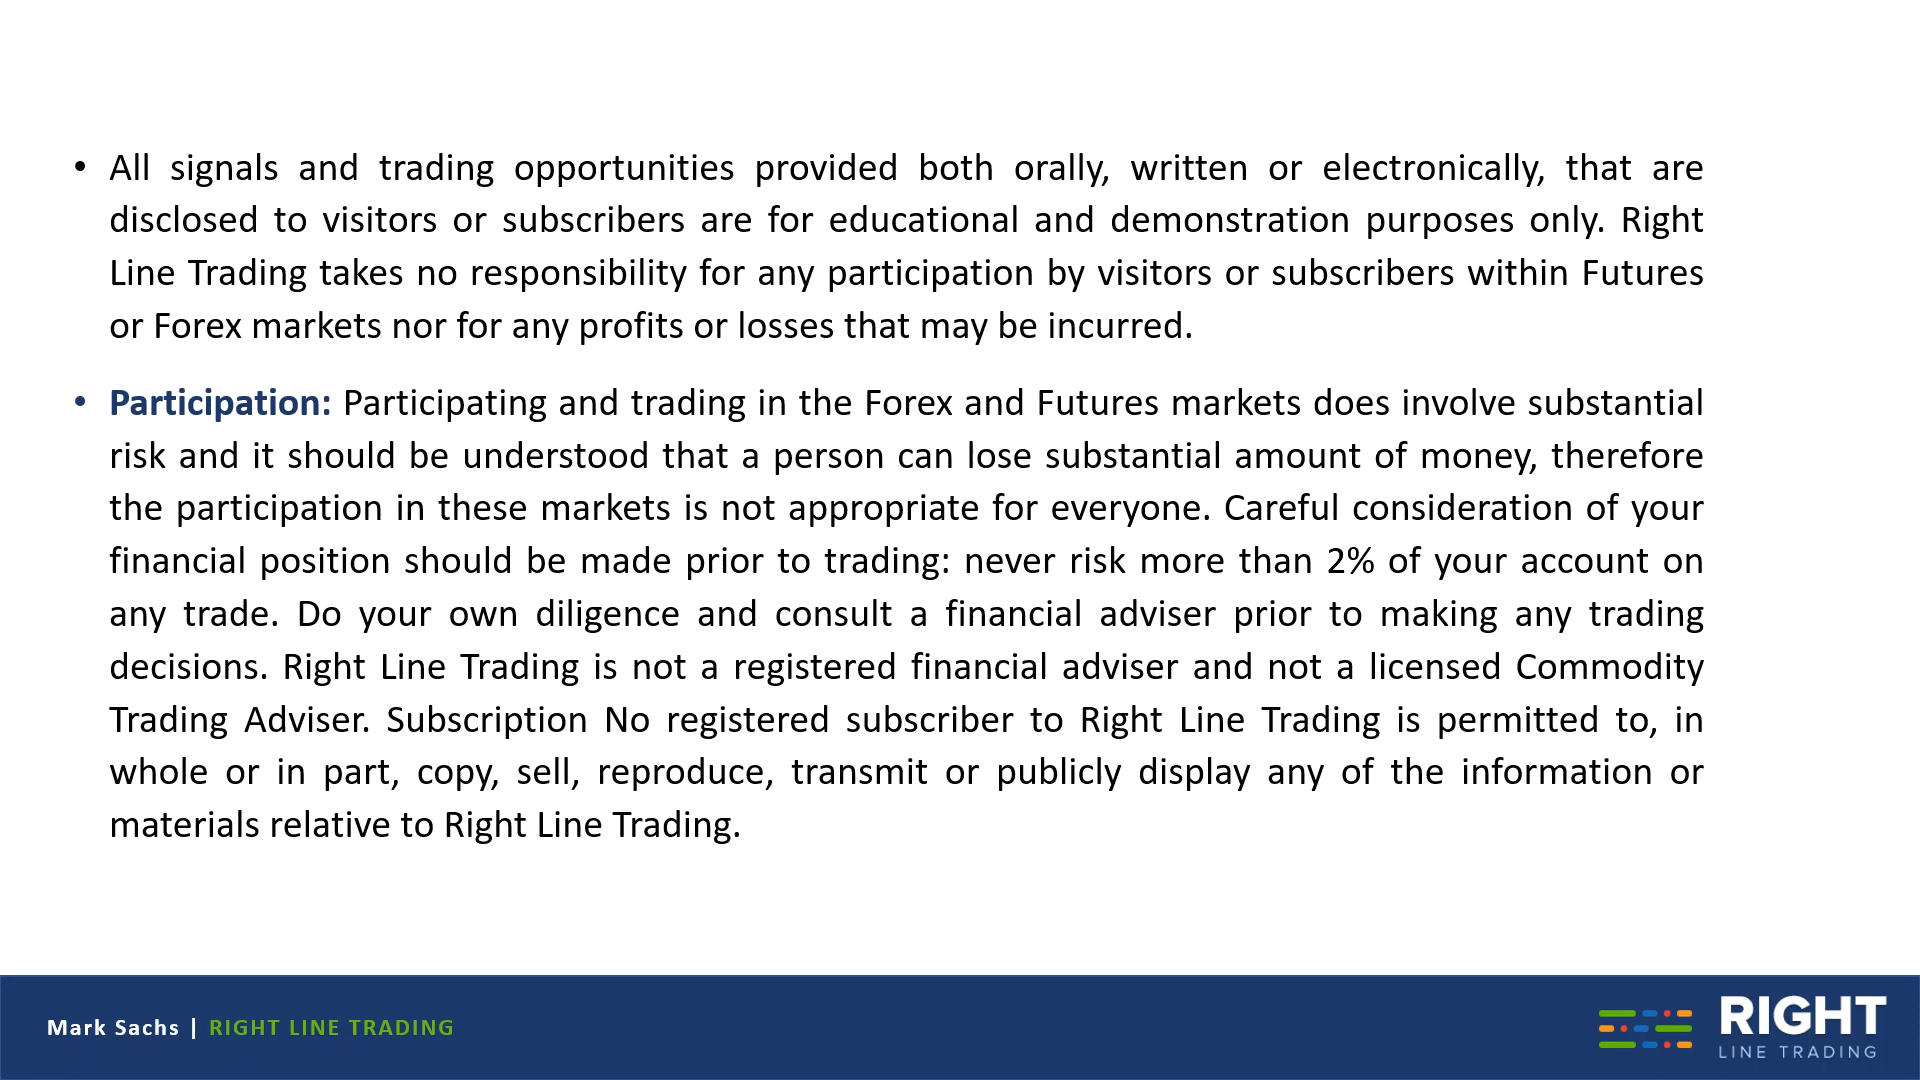 • All signals and trading opportunities provided both orally, written or electronically, that are
disclosed to visitors or subscribers are for educational and demonstration purposes only. Right
Line Trading takes no responsibility for any participation by visitors or subscribers within Futures
or Forex markets nor for any profits or losses that may be incurred.
• Participation: Participating and trading in the Forex and Futures markets does involve substantial
risk and it should be understood that a person can lose substantial amount of money, therefore
the participation in these markets is not appropriate for everyone. Careful consideration of your
financial position should be made prior to trading: never risk more than 2% of your account on
any trade. Do your own diligence and consult a financial adviser prior to making any trading
decisions. Right Line Trading is not a registered financial adviser and not a licensed Commodity
Trading Adviser. Subscription No registered subscriber to Right Line Trading is permitted to, in
whole or in part, copy, sell, reproduce, transmit or publicly display any of the information or
materials relative to Right Line Trading.
Mark Sachs | RIGHT LINE TRADING
RIGHT
LINE TRADING